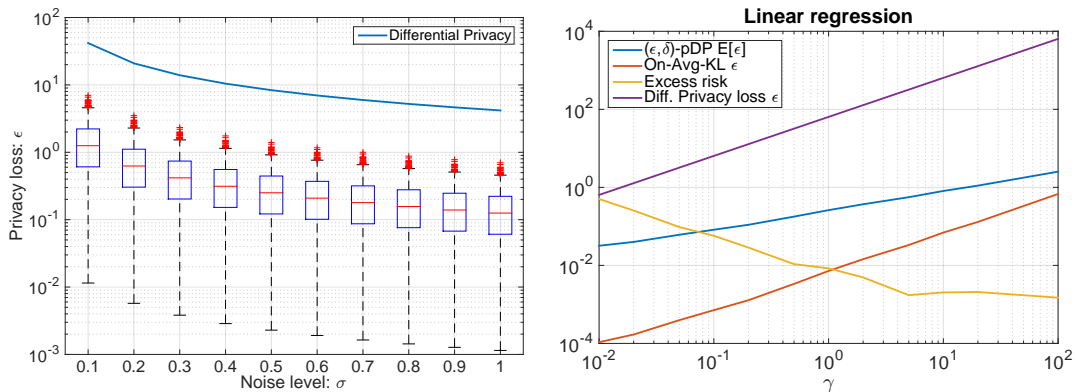 Differential Privacy
10^2
10^1
10^0
10^-1
10^-2
10^-3
Privacy loss: ϵ
0.1 0.2 0.3 0.4 0.5 0.6 0.7 0.8 0.9 1
Noise level: σ
Linear regression
(ϵ,δ)-pDP E[ϵ]
On-Avg-KL ϵ
Excess risk
Diff. Privacy loss ϵ
10^4
10^2
10^0
10^-2
10^-4
10^-2 10^-1 10^0 10^1 10^2
γ